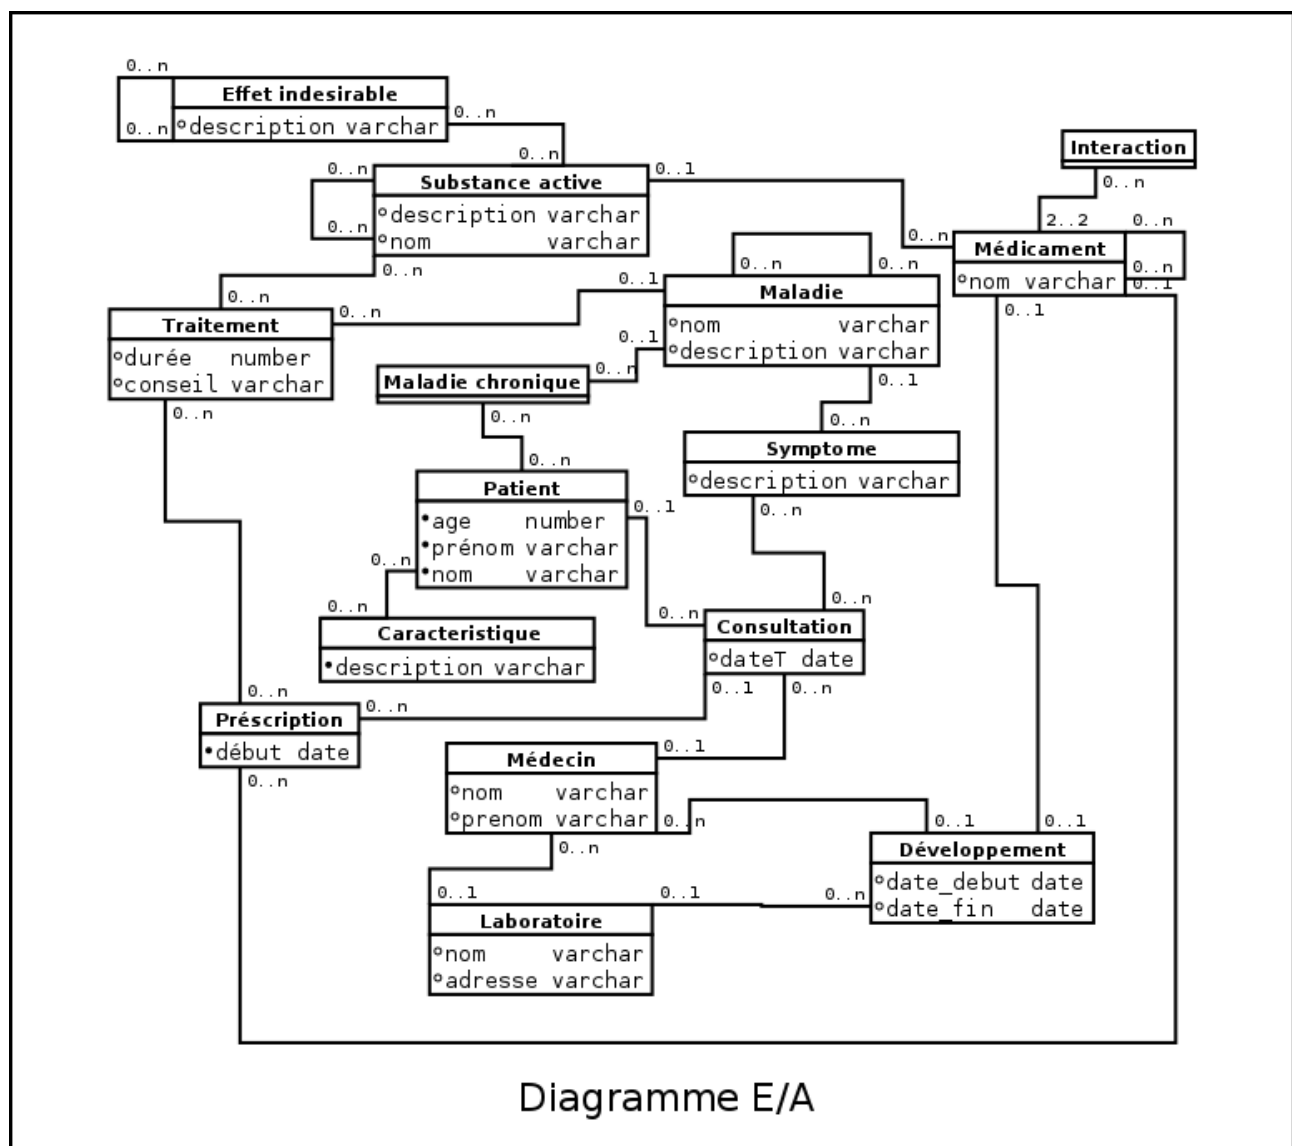 0..n
Effet indesirable
0..n
description varchar
0..n
0..n
0..n
Substance active
0..1
description varchar
0..n
nom varchar
0..n
Interaction
0..n
2..2
0..n
0..n
Médicament
0..n
nom varchar
0..1
0..1
0..n
0..n
0..1
Maladie
nom varchar
description varchar
0..1
0..1
0..n
Traitement
0..n
durée number
conseil varchar
0..n
Maladie chronique
0..n
0..n
0..n
Symptome
description varchar
0..n
0..n
Patient
0..1
age number
prénom varchar
nom varchar
0..n
0..n
Caracteristique
description varchar
0..n
0..n
Consultation
dateT date
0..1
0..n
0..n
Préscription
0..n
début date
0..n
Médecin
0..1
nom varchar
prenom varchar
0..n
0..n
0..1
0..1
Développement
date_debut date
date_fin date
0..1
0..1
0..n
Laboratoire
nom varchar
adresse varchar
Diagramme E/A